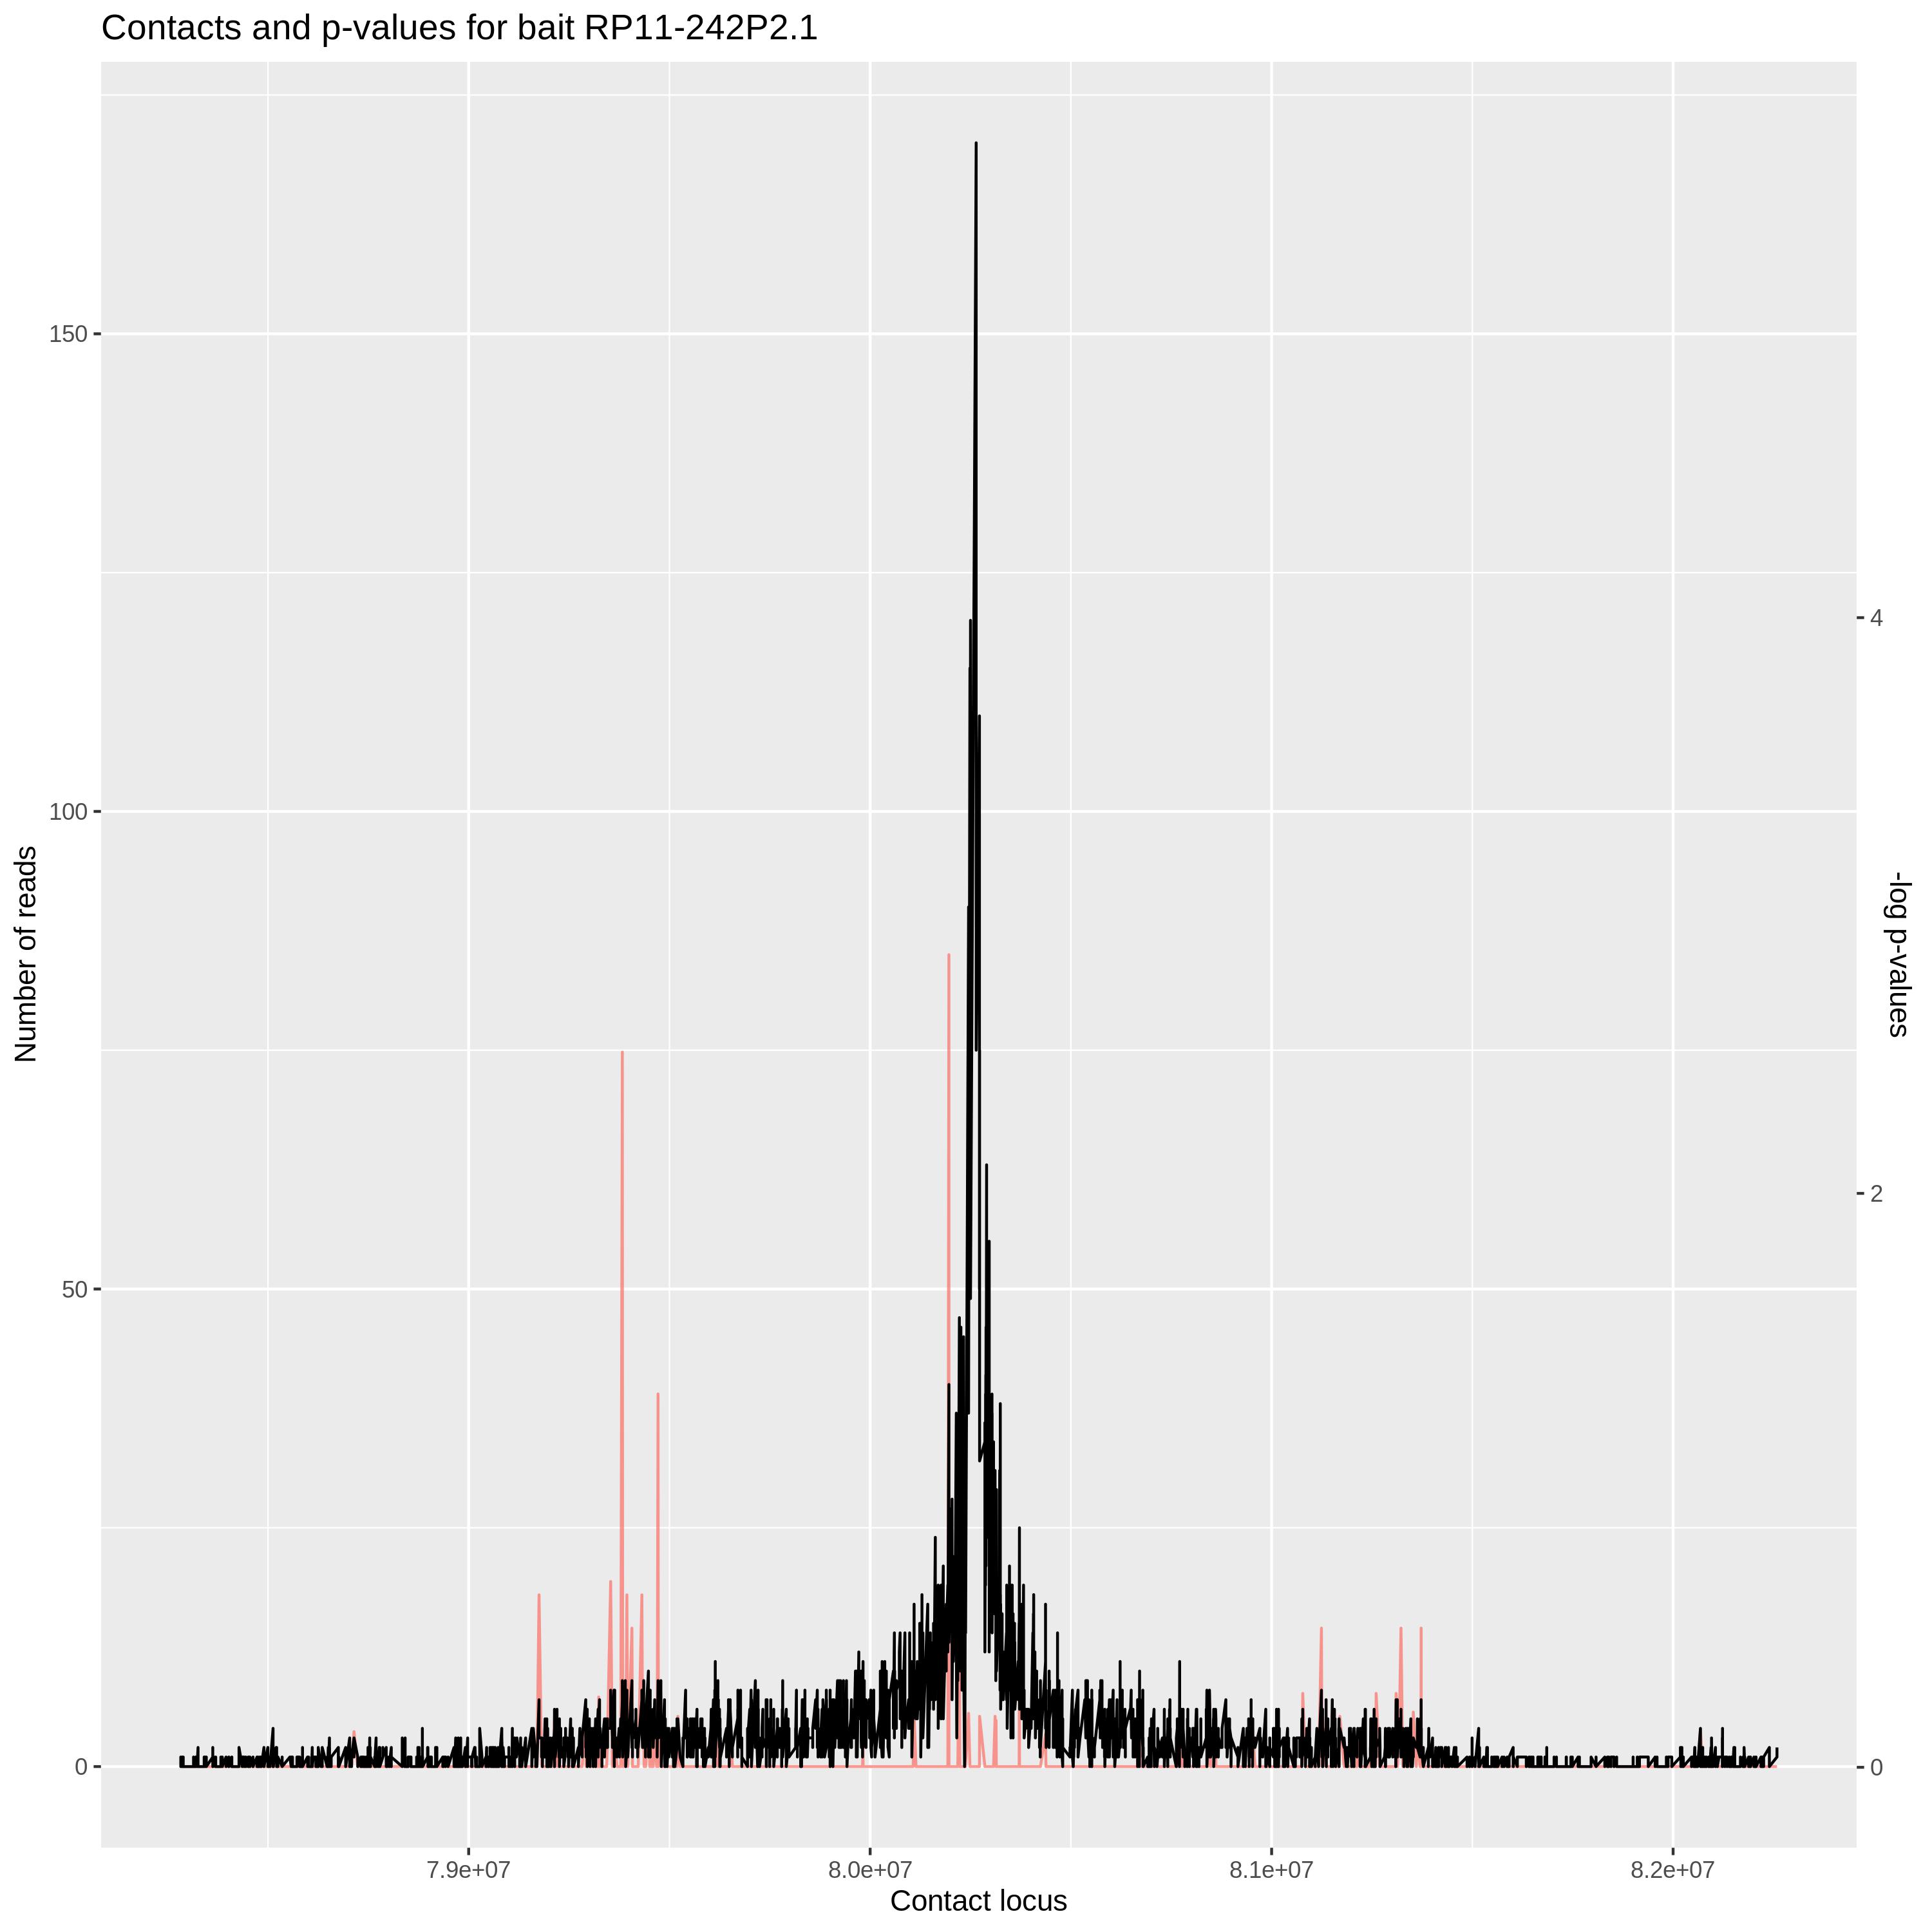 Contacts and p-values for bait RP11-242P2.1
150
100
50
0
Number of reads
4
2
0
-log p-values
7.9e+07 8.0e+07 8.1e+07 8.2e+07
Contact locus